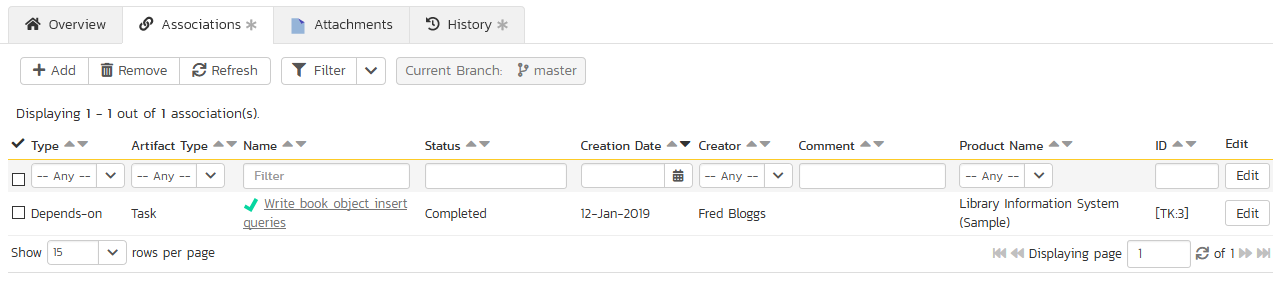 Overview Associations Attachments History
Add Remove Refresh Filter Current Branch: master
Displaying 1 - 1 out of 1 association(s).
Type Artifact Type Name Status Creation Date Creator Comment Product Name ID Edit
-- Any -- -- Any -- Filter -- Any -- -- Any -- Edit
Depends-on Task Write book object insert queries Completed 12-Jan-2019 Fred Bloggs Library Information System (Sample) [TK:3] Edit
Show 15 rows per page Displaying page 1 of 1